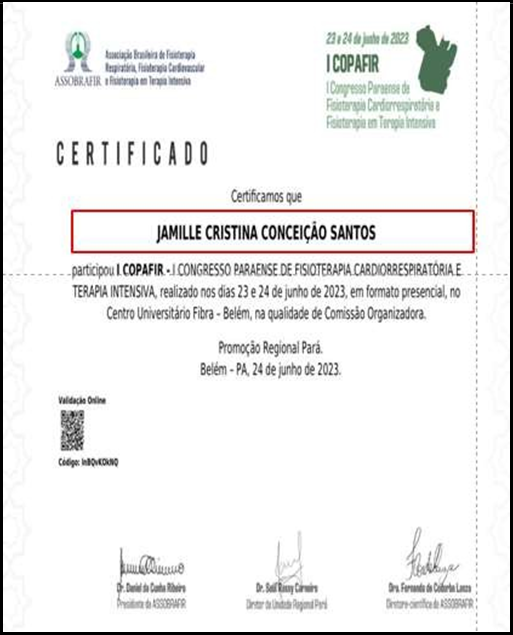 ASSOBRAFIR
Associação Brasileira de Fisioterapia
Respiratória, Fisioterapia Cardiovascular
e Fisioterapia em Terapia Intensiva
23 e 24 de junho de 2023
I COPAFIR
I Congresso Paraense de
Fisioterapia Cardiorrespiratória e
Fisioterapia em Terapia Intensiva
CERTIFICADO
Certificamos que
JAMILLE CRISTINA CONCEIÇÃO SANTOS
participou I COPAFIR - I CONGRESSO PARAENSE DE FISIOTERAPIA CARDIORRESPIRATÓRIA E
TERAPIA INTENSIVA, realizado nos dias 23 e 24 de junho de 2023, em formato presencial, no
Centro Universitário Fibra – Belém, na qualidade de Comissão Organizadora.
Promoção Regional Pará.
Belém – PA, 24 de junho de 2023.
Validação Online
Código:
Dr. Daniel da Cunha Ribeiro
Presidente da ASSOBRAFIR
Dr. Saul Rassy Carneiro
Diretor da Unidade Regional Pará
Dra. Fernanda de Cordoba Lanza
Diretora-científica da ASSOBRAFIR